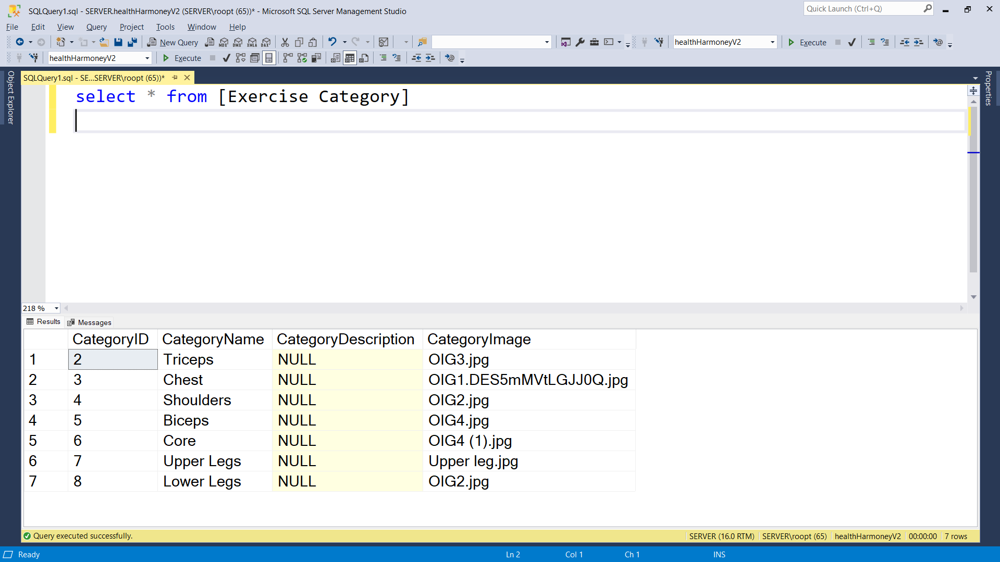 SQLQuery1.sql - SERVER.healthHarmoneyV2 (SERVER\roopt (65))* - Microsoft SQL Server Management Studio
Quick Launch (Ctrl+Q)
File Edit View Query Project Tools Window Help
New Query MDX DMX XMLA DAX healthHarmoneyV2 Execute
healthHarmoneyV2 Execute
Object Explorer
SQLQuery1.sql - SE...SERVER\roopt (65))*
Properties
select * from [Exercise Category]
218 %
Results Messages
CategoryID CategoryName CategoryDescription CategoryImage
1 2 Triceps NULL OIG3.jpg
2 3 Chest NULL OIG1.DES5mMVtLGJJ0Q.jpg
3 4 Shoulders NULL OIG2.jpg
4 5 Biceps NULL OIG4.jpg
5 6 Core NULL OIG4 (1).jpg
6 7 Upper Legs NULL Upper leg.jpg
7 8 Lower Legs NULL OIG2.jpg
Query executed successfully. SERVER (16.0 RTM) SERVER\roopt (65) healthHarmoneyV2 00:00:00 7 rows
Ready Ln 2 Col 1 Ch 1 INS